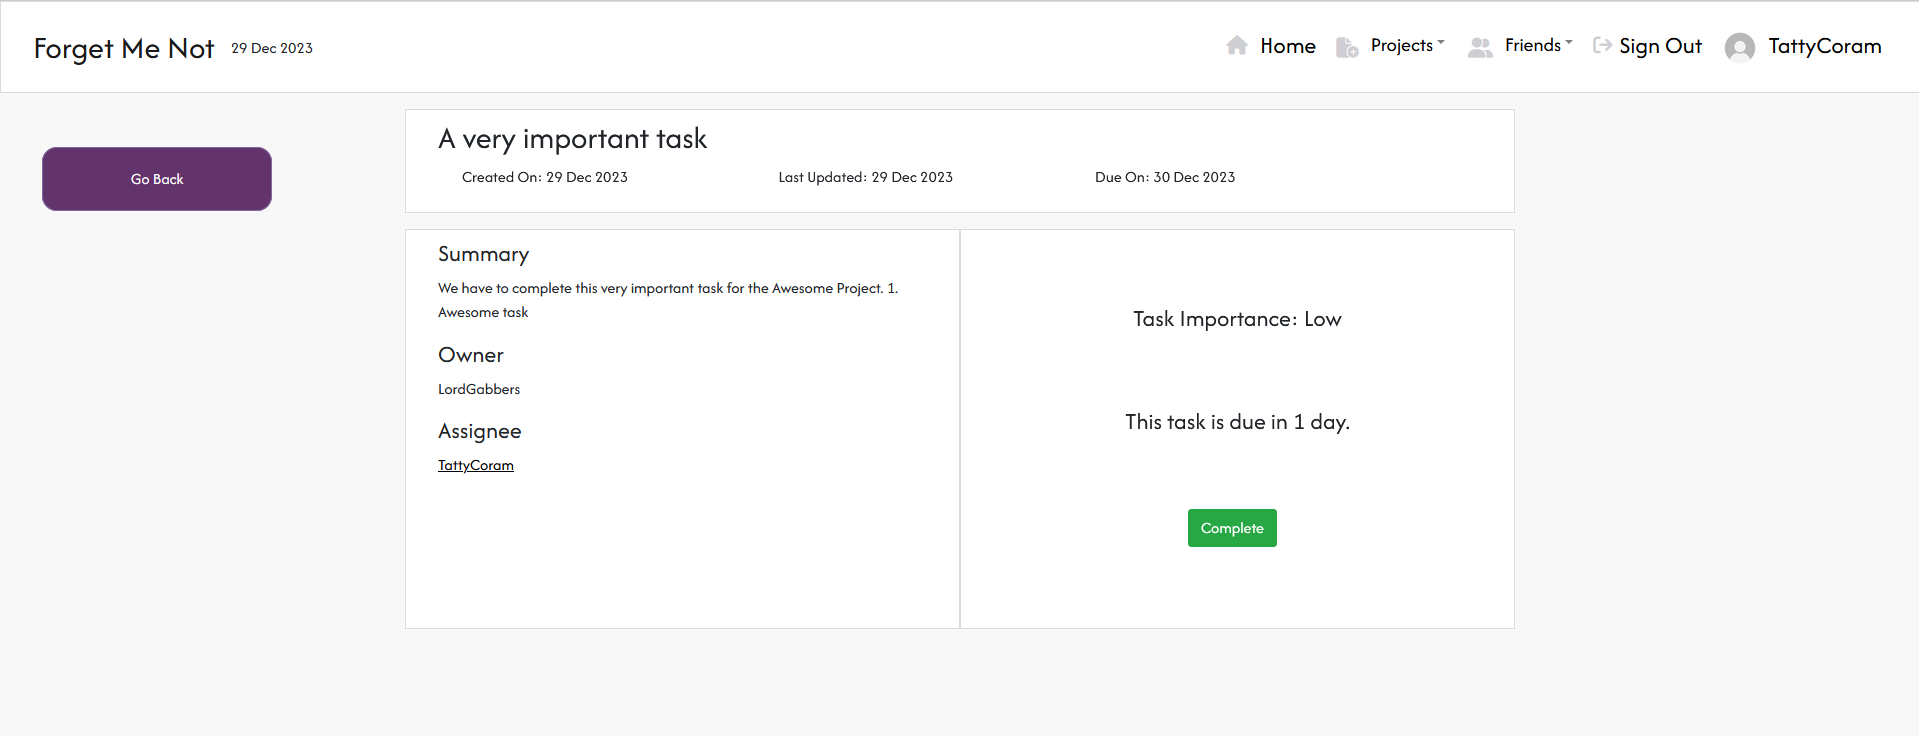 Forget Me Not 29 Dec 2023 Home Projects Friends Sign Out TattyCoram
Go Back
A very important task
Created On: 29 Dec 2023 Last Updated: 29 Dec 2023 Due On: 30 Dec 2023
Summary
We have to complete this very important task for the Awesome Project. 1.
Awesome task
Owner
LordGabbers
Assignee
TattyCoram
Task Importance: Low
This task is due in 1 day.
Complete